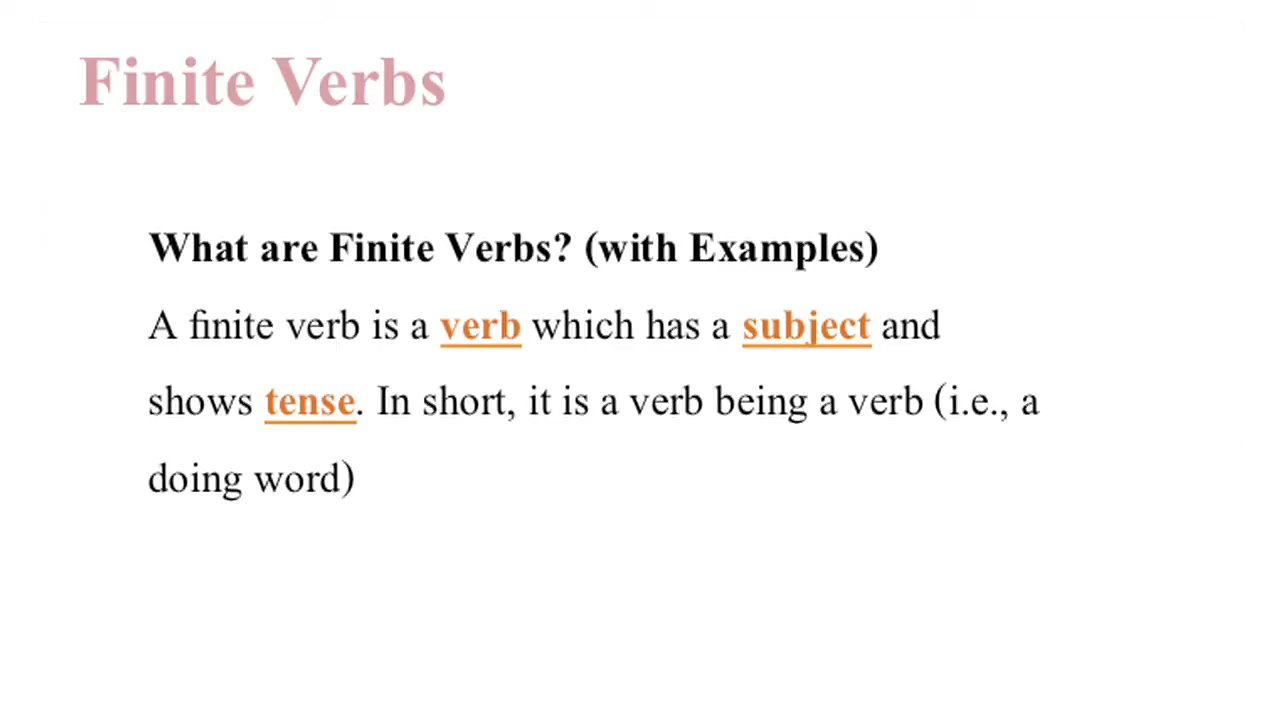 Finite Verbs
What are Finite Verbs? (with Examples)
A finite verb is a verb which has a subject and
shows tense. In short, it is a verb being a verb (i.e., a
doing word)